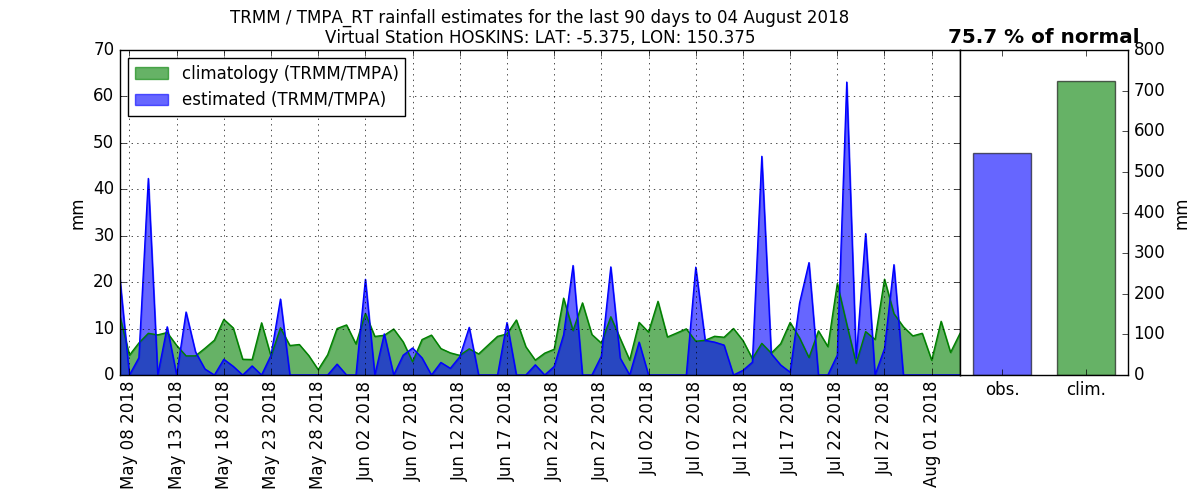 TRMM / TMPA_RT rainfall estimates for the last 90 days to 04 August 2018
Virtual Station HOSKINS: LAT: -5.375, LON: 150.375
75.7 % of normal
climatology (TRMM/TMPA)
estimated (TRMM/TMPA)
70
60
50
40
30
20
10
0
mm
May 08 2018
May 13 2018
May 18 2018
May 23 2018
May 28 2018
Jun 02 2018
Jun 07 2018
Jun 12 2018
Jun 17 2018
Jun 22 2018
Jun 27 2018
Jul 02 2018
Jul 07 2018
Jul 12 2018
Jul 17 2018
Jul 22 2018
Jul 27 2018
Aug 01 2018
obs.
clim.
800
700
600
500
400
300
200
100
0
mm